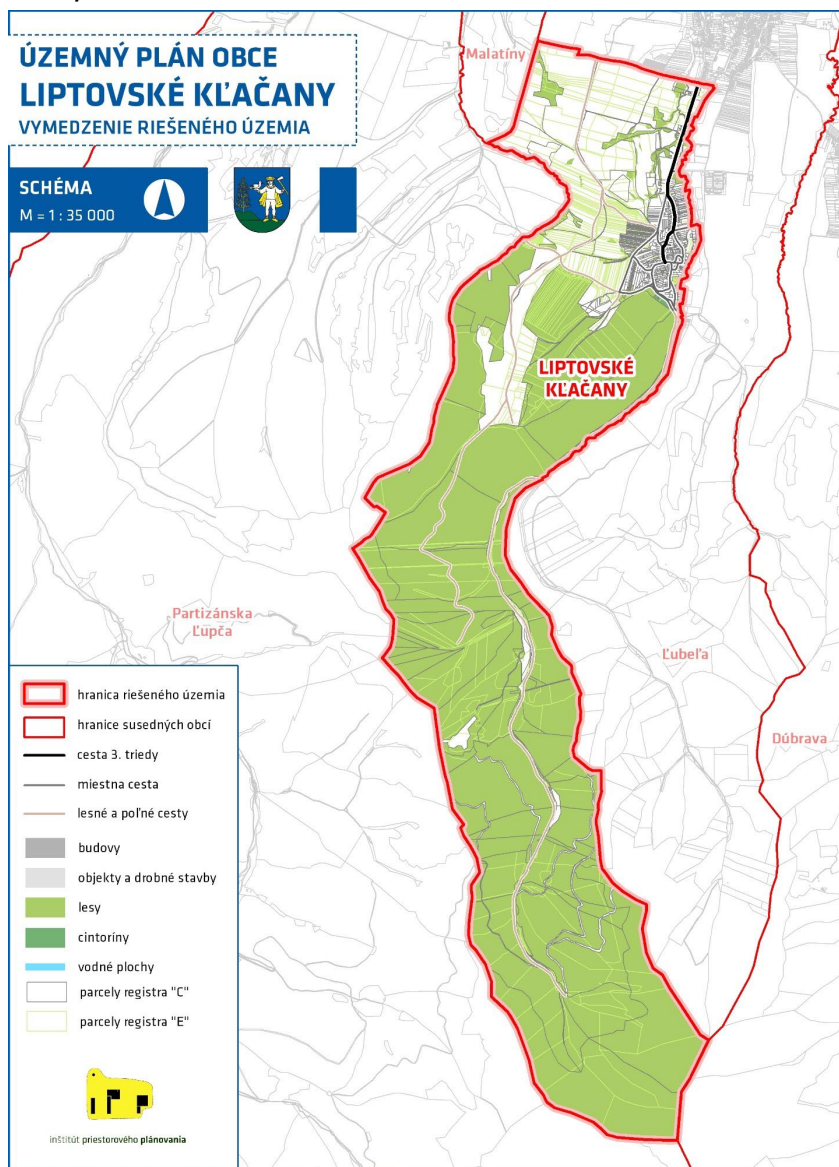 ÚZEMNÝ PLÁN OBCE
LIPTOVSKÉ KĽAČANY
VYMEDZENIE RIEŠENÉHO ÚZEMIA
SCHÉMA
M = 1 : 35 000
Malatíny
LIPTOVSKÉ
KĽAČANY
Partizánska
Ľupča
Ľubeľa
Dúbrava
hranica riešeného územia
hranice susedných obcí
cesta 3. triedy
miestna cesta
lesné a poľné cesty
budovy
objekty a drobné stavby
lesy
cintoríny
vodné plochy
parcely registra "C"
parcely registra "E"
inštitút priestorového plánovania